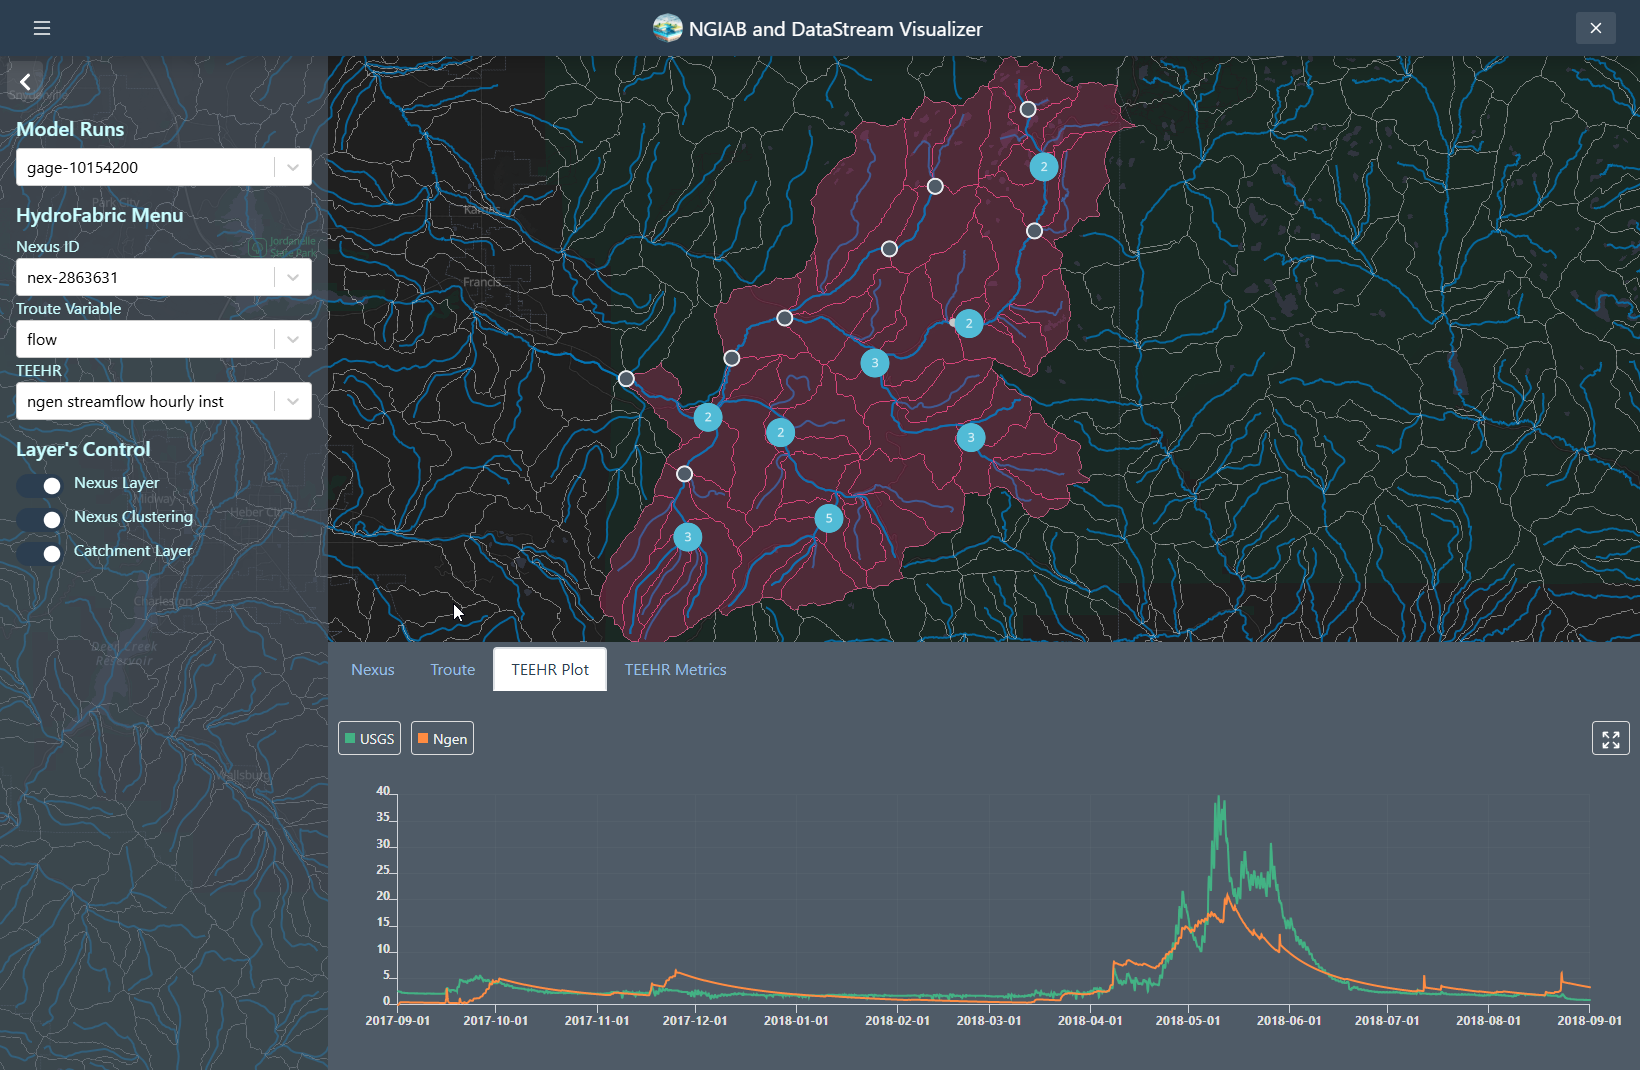 NGIAB and DataStream Visualizer
Snyderville
Model Runs
gage-10154200
Park City
HydroFabric Menu
Nexus ID
Jordanelle
State Park
nex-2863631
Troute Variable
flow
TEEHR
ngen streamflow hourly inst
Layer's Control
Nexus Layer
Midway
Nexus Clustering
Heber City
Catchment Layer
Charleston
Deer Creek
Reservoir
Wallsburg
Kamas
Francis
2
2
3
2
2
3
5
3
Nexus
Troute
TEEHR Plot
TEEHR Metrics
USGS
Ngen
40
35
30
25
20
15
10
5
0
2017-09-01
2017-10-01
2017-11-01
2017-12-01
2018-01-01
2018-02-01
2018-03-01
2018-04-01
2018-05-01
2018-06-01
2018-07-01
2018-08-01
2018-09-01